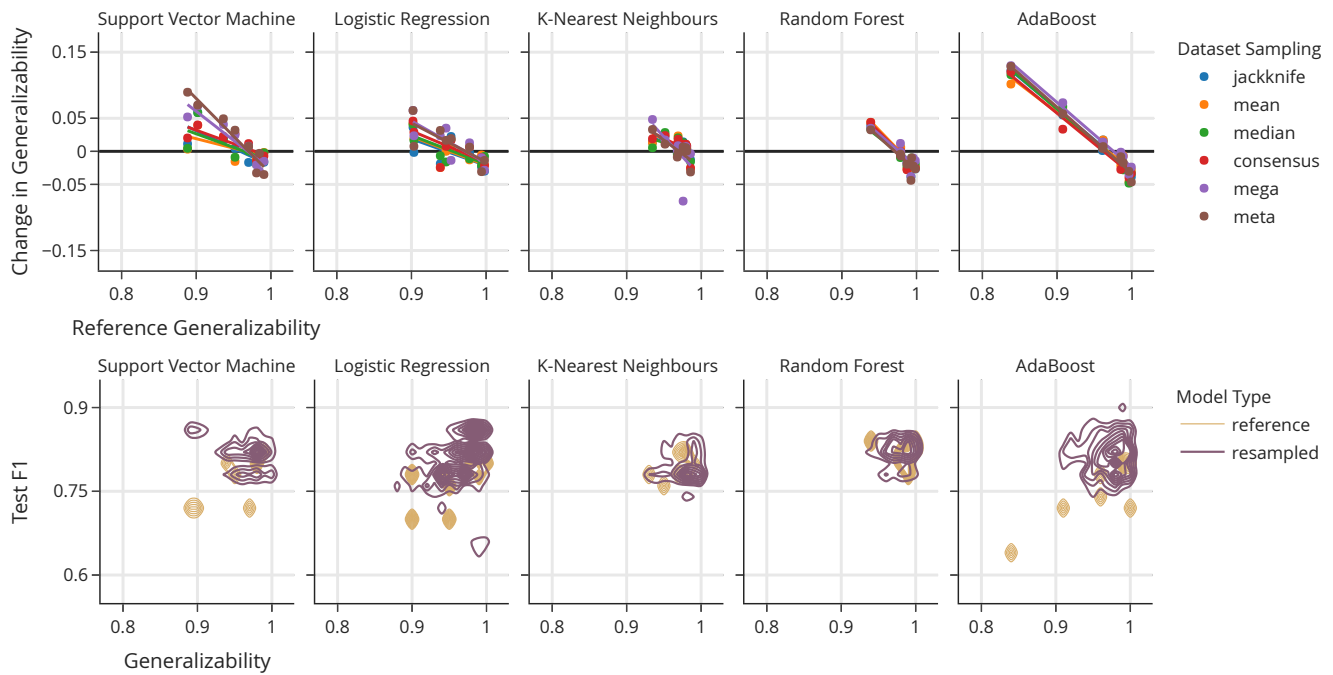 Support Vector Machine Logistic Regression K-Nearest Neighbours Random Forest AdaBoost
Change in Generalizability
0.15
0.05
0
−0.05
−0.15
0.8 0.9 1 0.8 0.9 1 0.8 0.9 1 0.8 0.9 1 0.8 0.9 1
Reference Generalizability
Dataset Sampling
jackknife
mean
median
consensus
mega
meta
Support Vector Machine Logistic Regression K-Nearest Neighbours Random Forest AdaBoost
Test F1
0.9
0.75
0.6
0.8 0.9 1 0.8 0.9 1 0.8 0.9 1 0.8 0.9 1 0.8 0.9 1
Generalizability
Model Type
reference
resampled